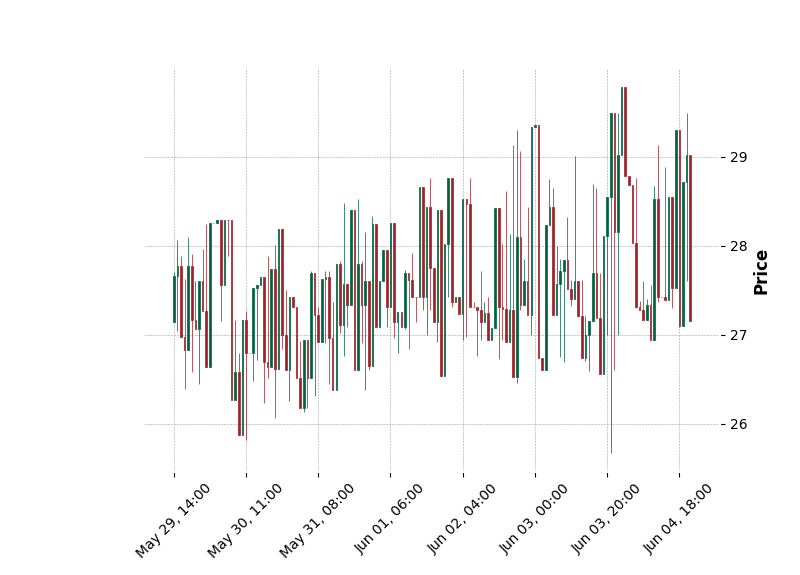 29
28
27
26
Price
May 29, 14:00
May 30, 11:00
May 31, 08:00
Jun 01, 06:00
Jun 02, 04:00
Jun 03, 00:00
Jun 03, 20:00
Jun 04, 18:00